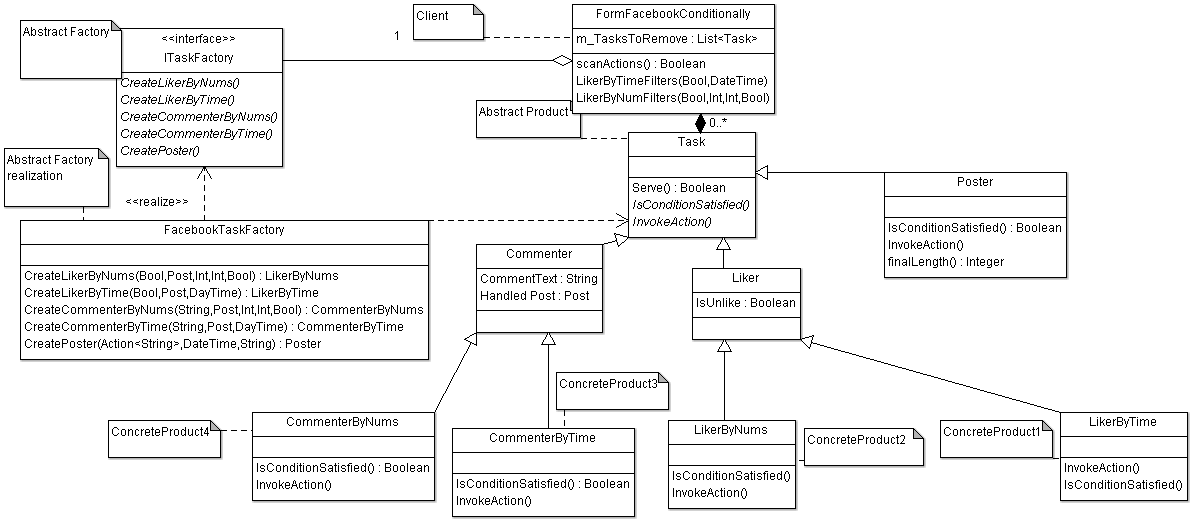 Client
FormFacebookConditionally
m_TasksToRemove : List<Task>
scanActions() : Boolean
LikerByTimeFilters(Bool,DateTime)
LikerByNumFilters(Bool,Int,Int,Bool)
1
0..*
Abstract Factory
<<interface>>
ITaskFactory
CreateLikerByNums()
CreateLikerByTime()
CreateCommenterByNums()
CreateCommenterByTime()
CreatePoster()
Abstract Product
Task
Serve() : Boolean
IsConditionSatisfied()
InvokeAction()
Poster
IsConditionSatisfied() : Boolean
InvokeAction()
finalLength() : Integer
Abstract Factory
realization
<<realize>>
FacebookTaskFactory
CreateLikerByNums(Bool,Post,Int,Int,Bool) : LikerByNums
CreateLikerByTime(Bool,Post,DayTime) : LikerByTime
CreateCommenterByNums(String,Post,Int,Int,Bool) : CommenterByNums
CreateCommenterByTime(String,Post,DayTime) : CommenterByTime
CreatePoster(Action<String>,DateTime,String) : Poster
Commenter
CommentText : String
Handled Post : Post
Liker
IsUnlike : Boolean
ConcreteProduct4
CommenterByNums
IsConditionSatisfied() : Boolean
InvokeAction()
ConcreteProduct3
CommenterByTime
IsConditionSatisfied() : Boolean
InvokeAction()
LikerByNums
IsConditionSatisfied()
InvokeAction()
ConcreteProduct2
ConcreteProduct1
LikerByTime
InvokeAction()
IsConditionSatisfied()